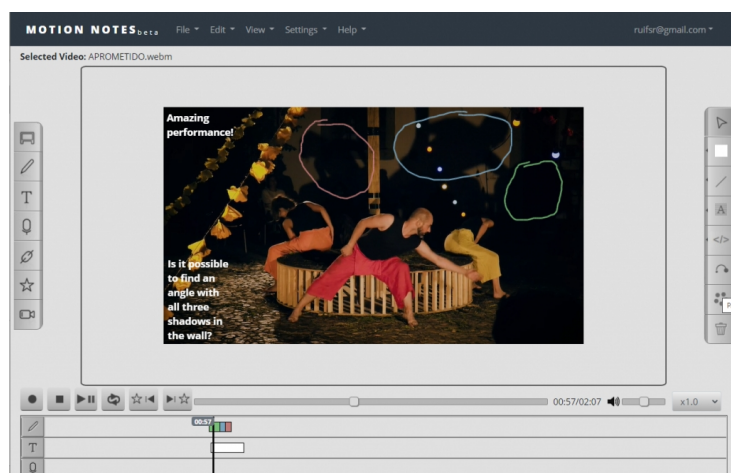 MOTION NOTES beta File Edit View Settings Help ruifsr@gmail.com
Selected Video: APROMETIDO.webm
Amazing
performance!
Is it possible
to find an
angle with
all three
shadows in
the wall?
T
A
</>
00:57/02:07 x1.0
00:57
T